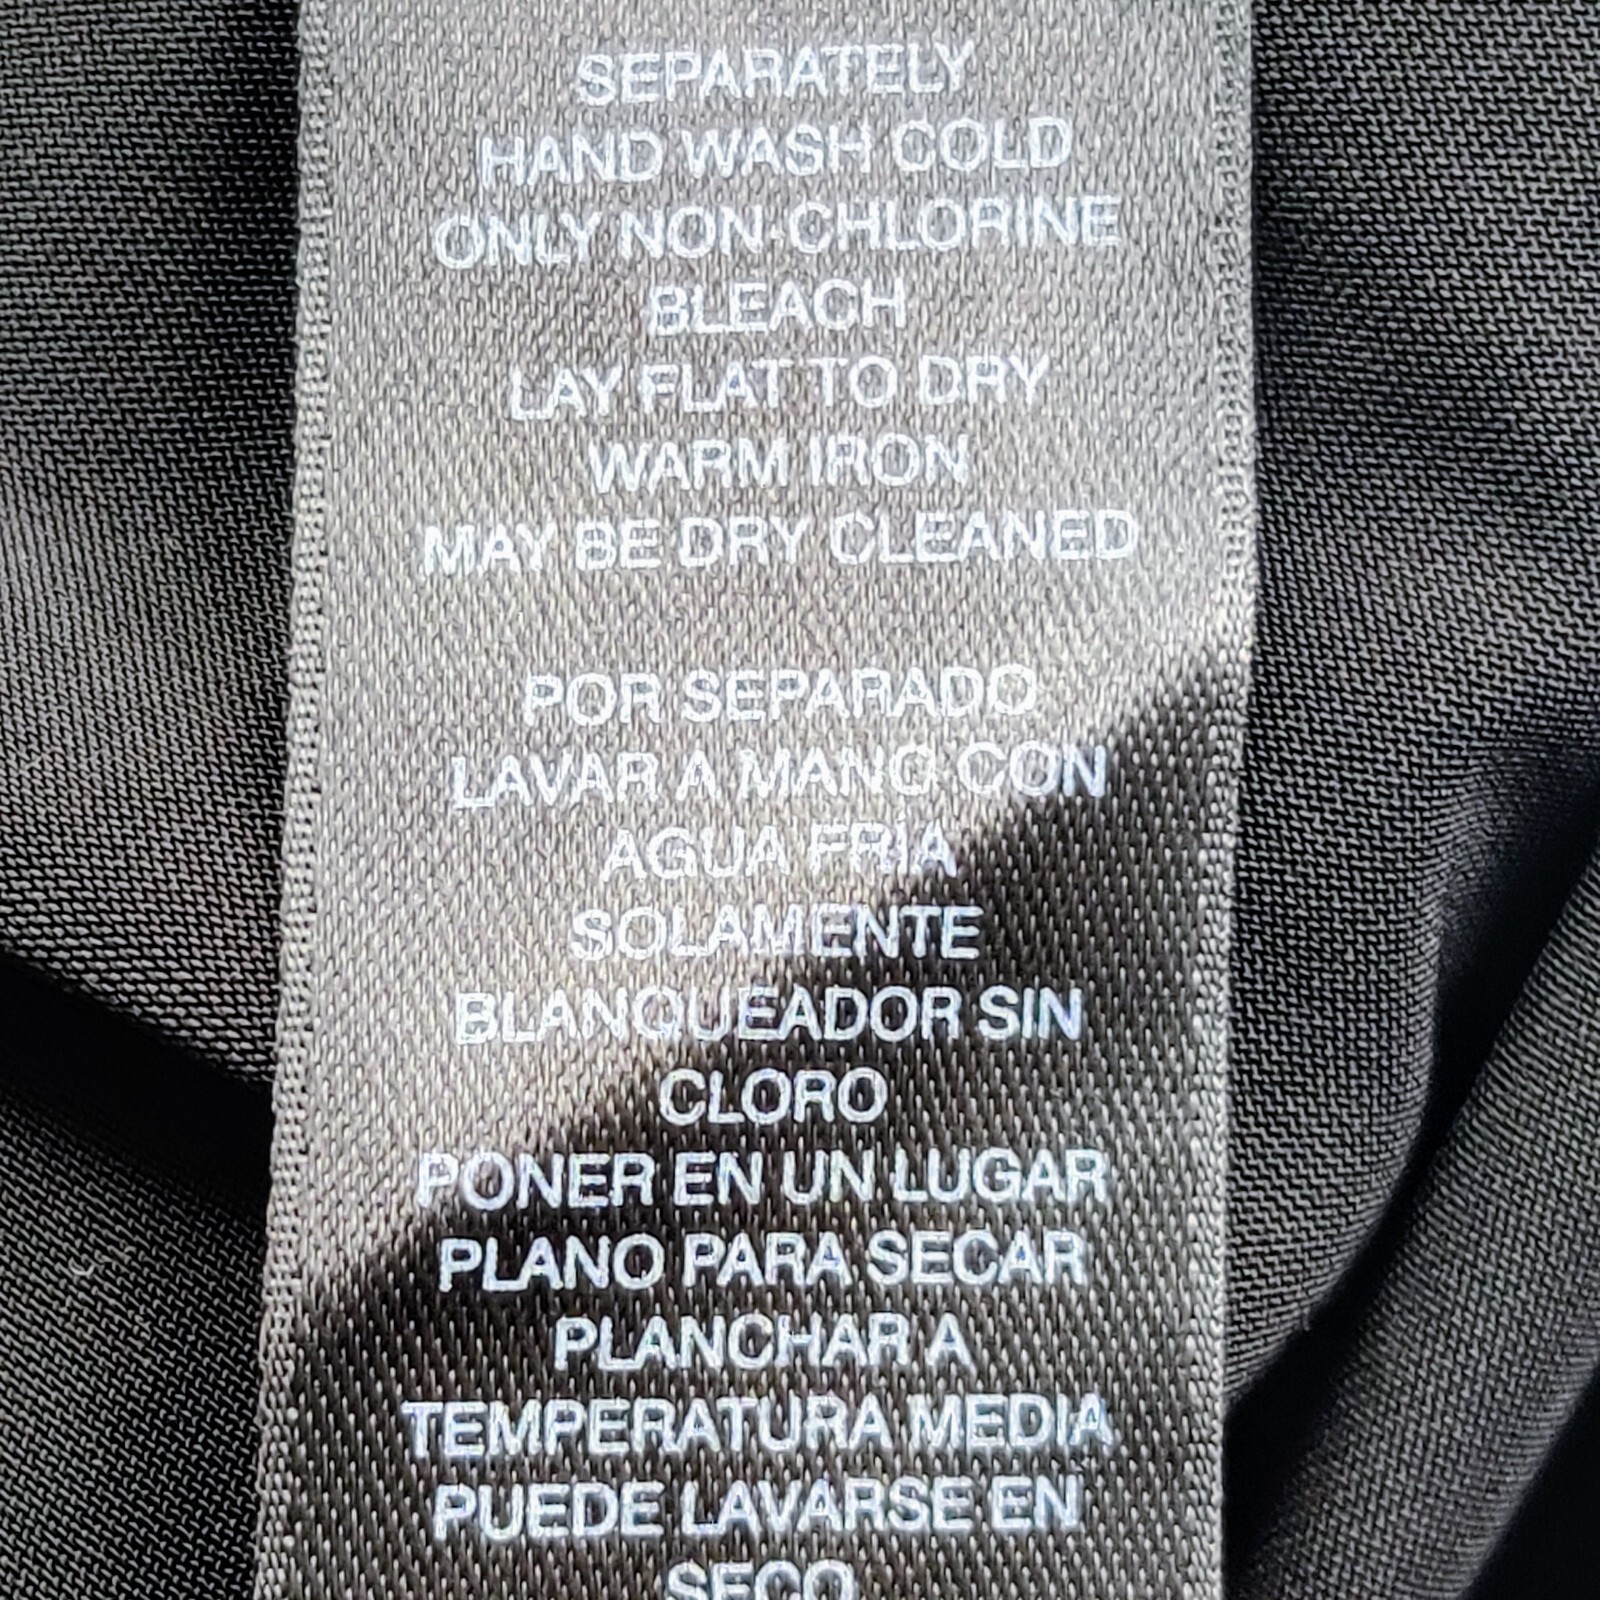 SEPARATELY
HAND WASH COLD
ONLY NON-CHLORINE
BLEACH
LAY FLAT TO DRY
WARM IRON
MAY BE DRY CLEANED
POR SEPARADO
LAVAR A MANO CON
AGUA FRÍA
SOLAMENTE
BLANQUEADOR SIN
CLORO
PONER EN UN LUGAR
PLANO PARA SECAR
PLANCHAR A
TEMPERATURA MEDIA
PUEDE LAVARSE EN
SECO